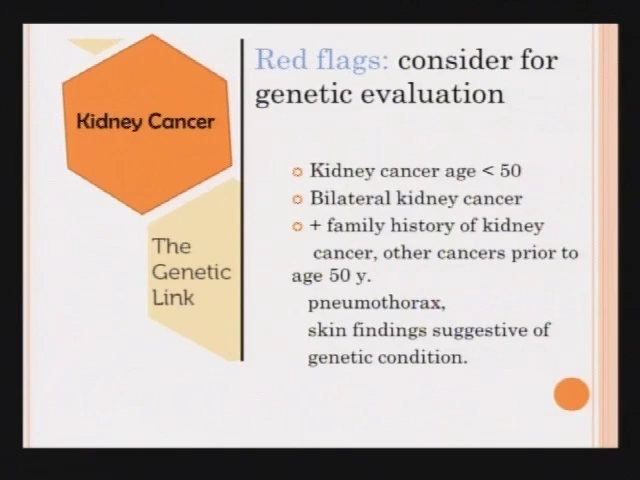 Kidney Cancer
The
Genetic
Link
Red flags: consider for
genetic evaluation
Kidney cancer age < 50
Bilateral kidney cancer
+ family history of kidney
cancer, other cancers prior to
age 50 y.
pneumothorax,
skin findings suggestive of
genetic condition.